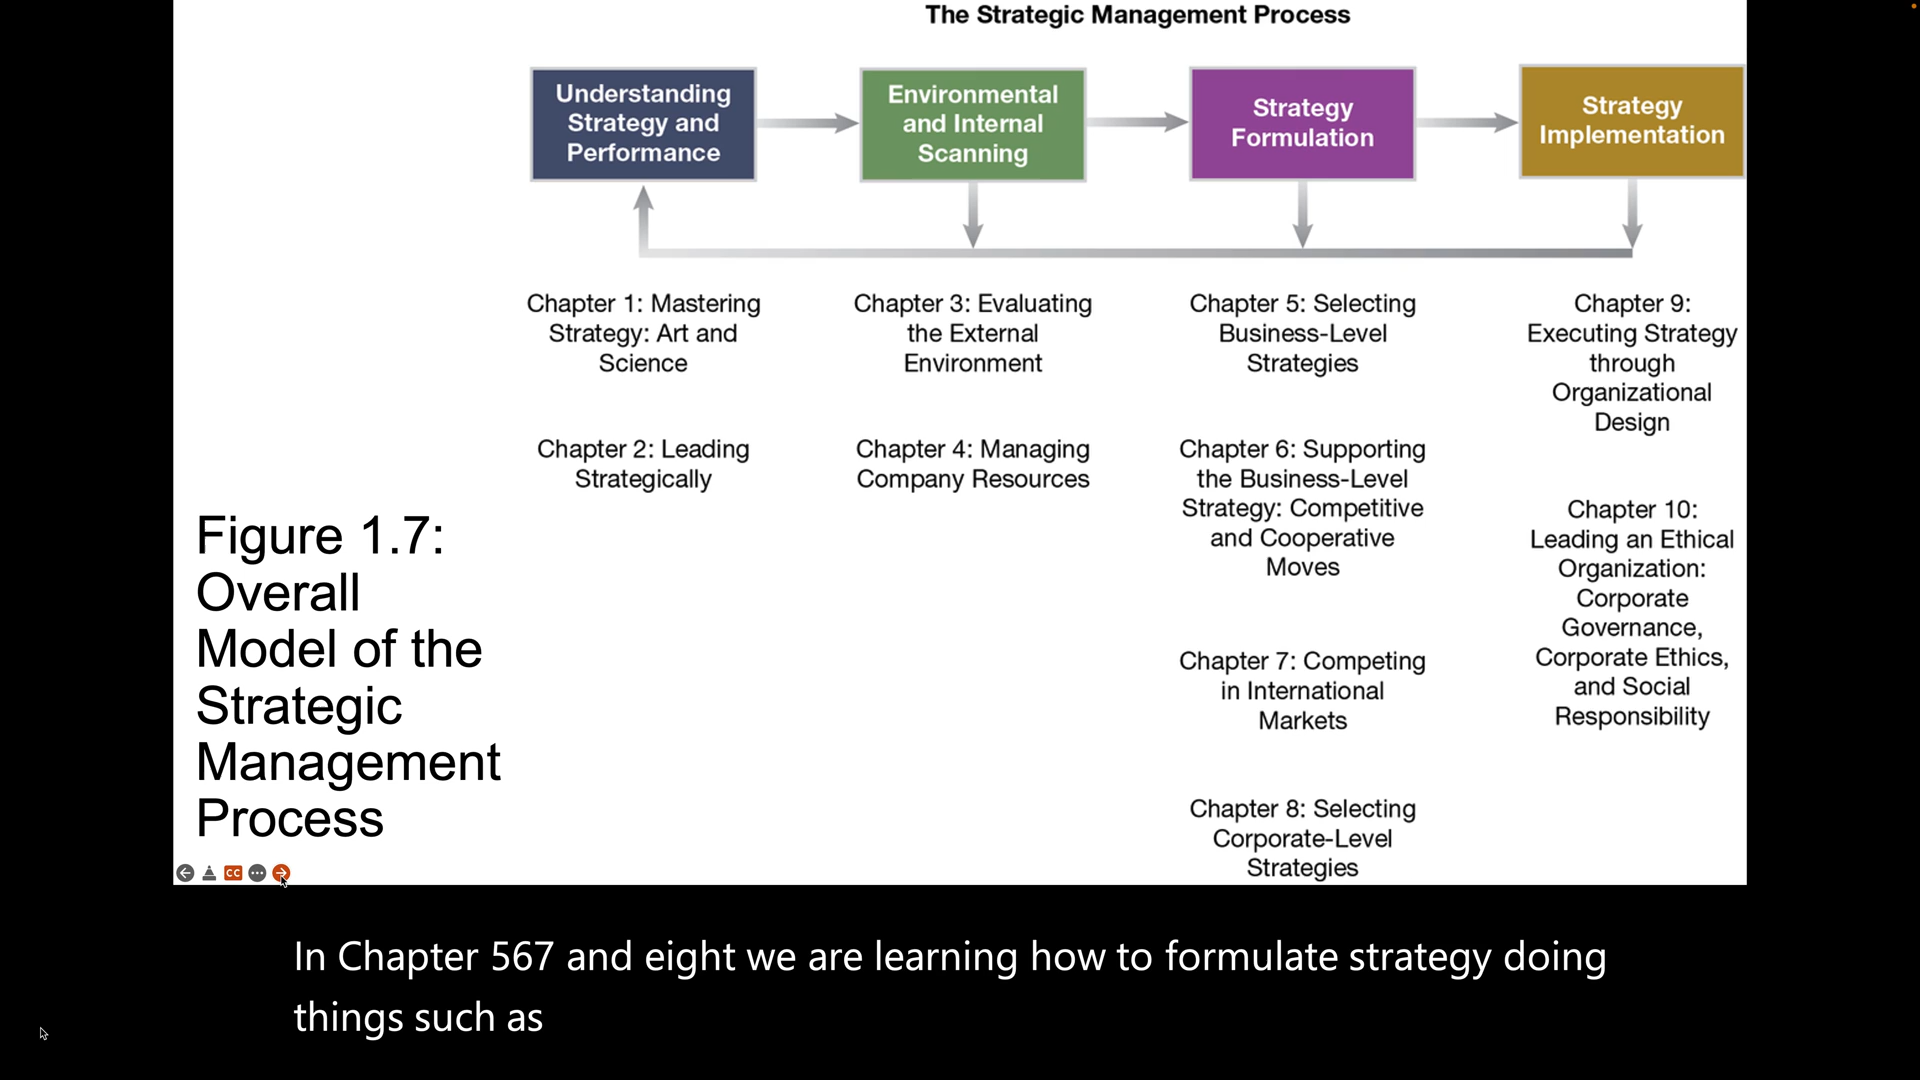 The Strategic Management Process
Understanding
Strategy and
Performance
Environmental
and Internal
Scanning
Strategy
Formulation
Strategy
Implementation
Chapter 1: Mastering
Strategy: Art and
Science
Chapter 2: Leading
Strategically
Chapter 3: Evaluating
the External
Environment
Chapter 4: Managing
Company Resources
Chapter 5: Selecting
Business-Level
Strategies
Chapter 6: Supporting
the Business-Level
Strategy: Competitive
and Cooperative
Moves
Chapter 7: Competing
in International
Markets
Chapter 8: Selecting
Corporate-Level
Strategies
Chapter 9:
Executing Strategy
through
Organizational
Design
Chapter 10:
Leading an Ethical
Organization:
Corporate
Governance,
Corporate Ethics,
and Social
Responsibility
Figure 1.7:
Overall
Model of the
Strategic
Management
Process
CC
In Chapter 567 and eight we are learning how to formulate strategy doing
things such as